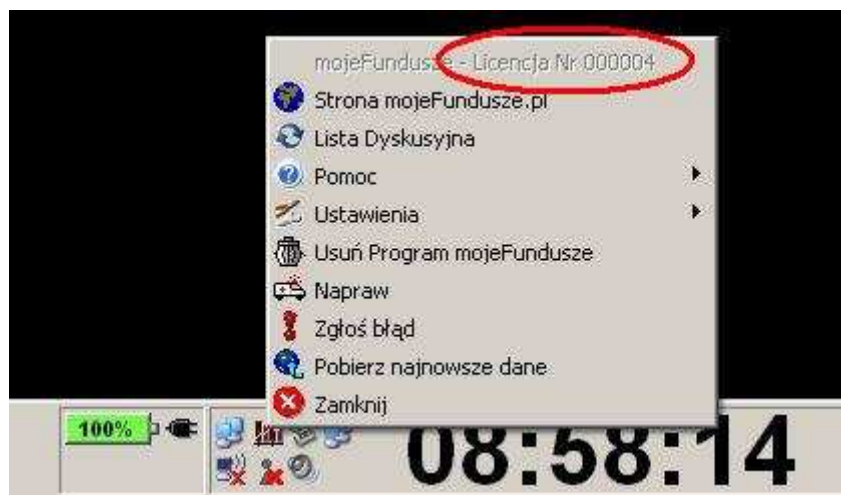 mojeFundusze - Licencja Nr 000004
Strona mojeFundusze.pl
Lista Dyskusyjna
Pomoc
Ustawienia
Usuń Program mojeFundusze
Napraw
Zgłoś błąd
Pobierz najnowsze dane
Zamknij
100%
08:58:14